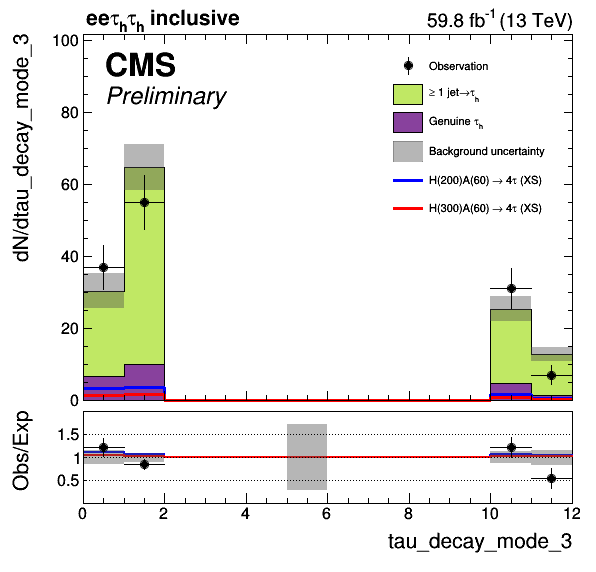 eeτₕτₕ inclusive
59.8 fb⁻¹ (13 TeV)
CMS
Preliminary
Observation
≥ 1 jet→τₕ
Genuine τₕ
Background uncertainty
H(200)A(60) → 4τ (XS)
H(300)A(60) → 4τ (XS)
dN/dtau_decay_mode_3
100
80
60
40
20
0
Obs/Exp
1.5
1
0.5
0 2 4 6 8 10 12
tau_decay_mode_3